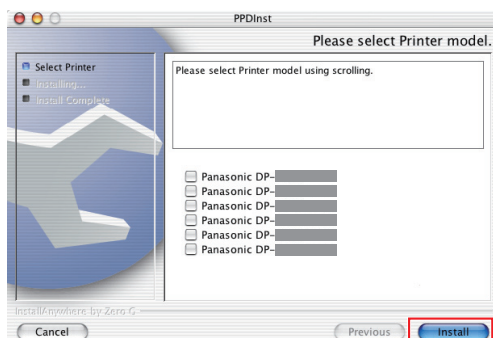 PPDInst
Please select Printer model.
Select Printer
Installing...
Install Complete
Please select Printer model using scrolling.
Panasonic DP-
Panasonic DP-
Panasonic DP-
Panasonic DP-
Panasonic DP-
Panasonic DP-
InstallAnywhere by Zero G
Cancel
Previous
Install